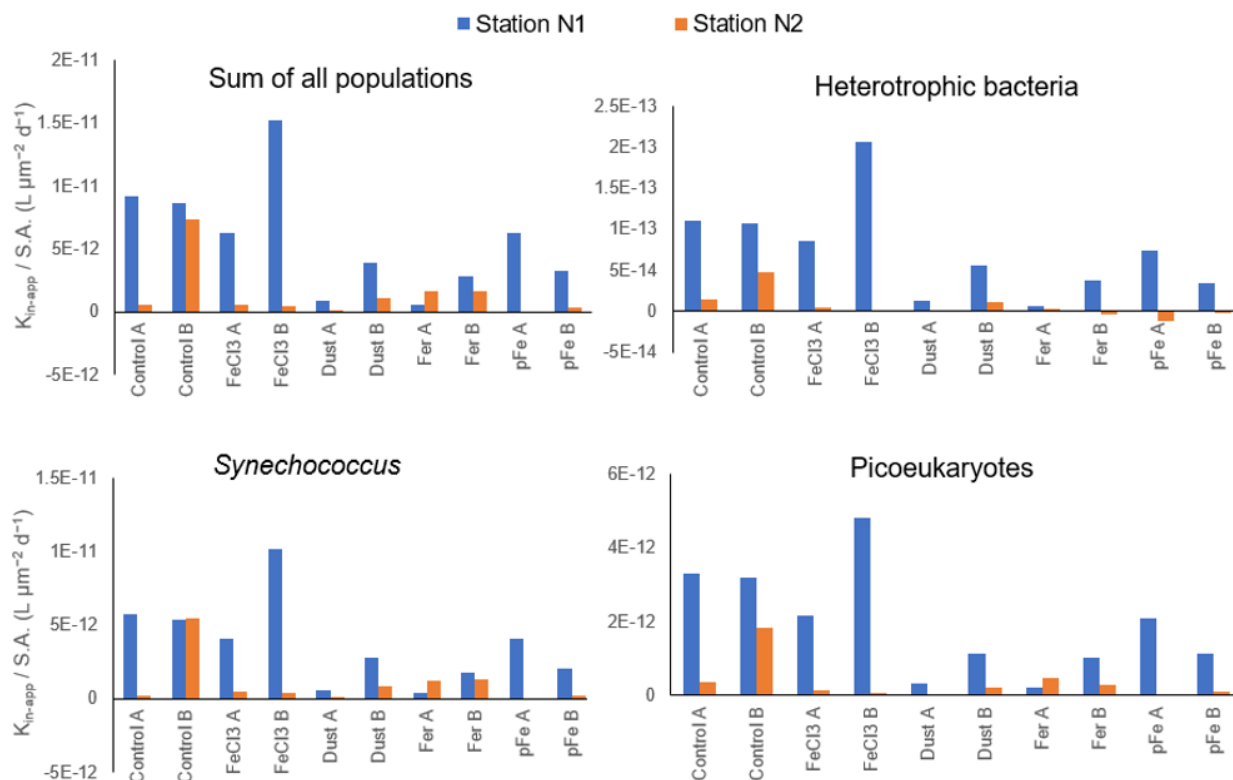 Station N1 Station N2
Sum of all populations
K in-app / S.A. (L μm⁻² d⁻¹)
2E-11
1.5E-11
1E-11
5E-12
0
-5E-12
Control A
Control B
FeCl3 A
FeCl3 B
Dust A
Dust B
Fer A
Fer B
pFe A
pFe B
Heterotrophic bacteria
2.5E-13
2E-13
1.5E-13
1E-13
5E-14
0
-5E-14
Control A
Control B
FeCl3 A
FeCl3 B
Dust A
Dust B
Fer A
Fer B
pFe A
pFe B
Synechococcus
K in-app / S.A. (L μm⁻² d⁻¹)
1.5E-11
1E-11
5E-12
0
-5E-12
Control A
Control B
FeCl3 A
FeCl3 B
Dust A
Dust B
Fer A
Fer B
pFe A
pFe B
Picoeukaryotes
6E-12
4E-12
2E-12
0
Control A
Control B
FeCl3 A
FeCl3 B
Dust A
Dust B
Fer A
Fer B
pFe A
pFe B